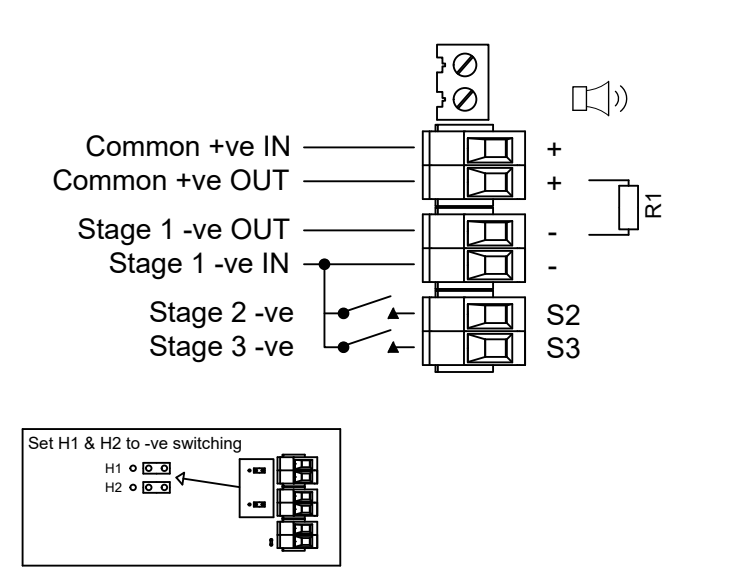 Common +ve IN +
Common +ve OUT +
R1
Stage 1 -ve OUT -
Stage 1 -ve IN -
Stage 2 -ve S2
Stage 3 -ve S3
Set H1 & H2 to -ve switching
H1
H2